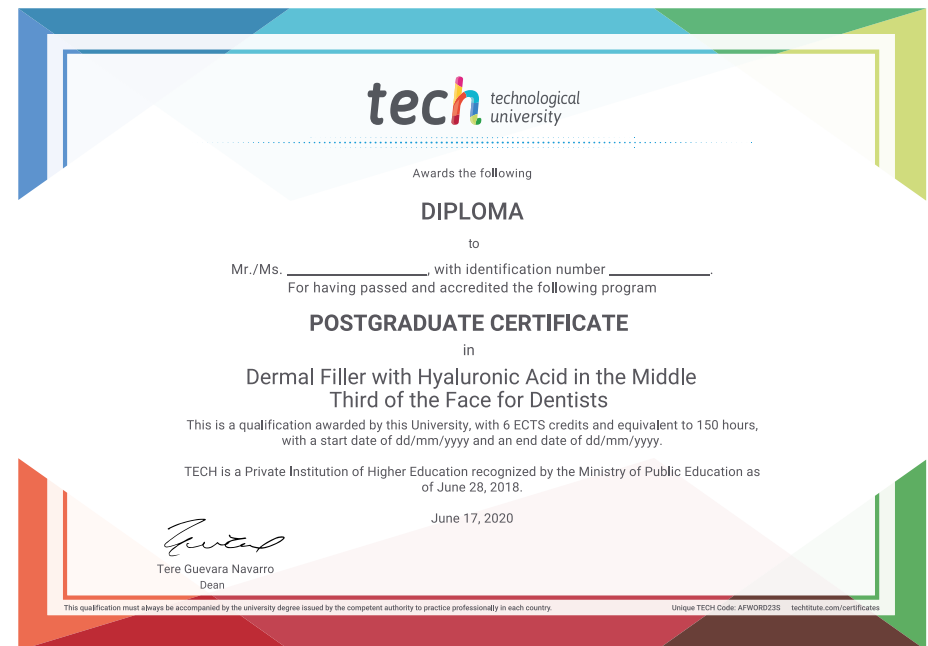 tech technological
university
Awards the following
DIPLOMA
to
Mr./Ms. ____________, with identification number ____________.
For having passed and accredited the following program
POSTGRADUATE CERTIFICATE
in
Dermal Filler with Hyaluronic Acid in the Middle
Third of the Face for Dentists
This is a qualification awarded by this University, with 6 ECTS credits and equivalent to 150 hours,
with a start date of dd/mm/yyyy and an end date of dd/mm/yyyy.
TECH is a Private Institution of Higher Education recognized by the Ministry of Public Education as
of June 28, 2018.
June 17, 2020
Tere Guevara Navarro
Dean
This qualification must always be accompanied by the university degree issued by the competent authority to practice professionally in each country.
Unique TECH Code: AFWORD23S techtitute.com/certificates